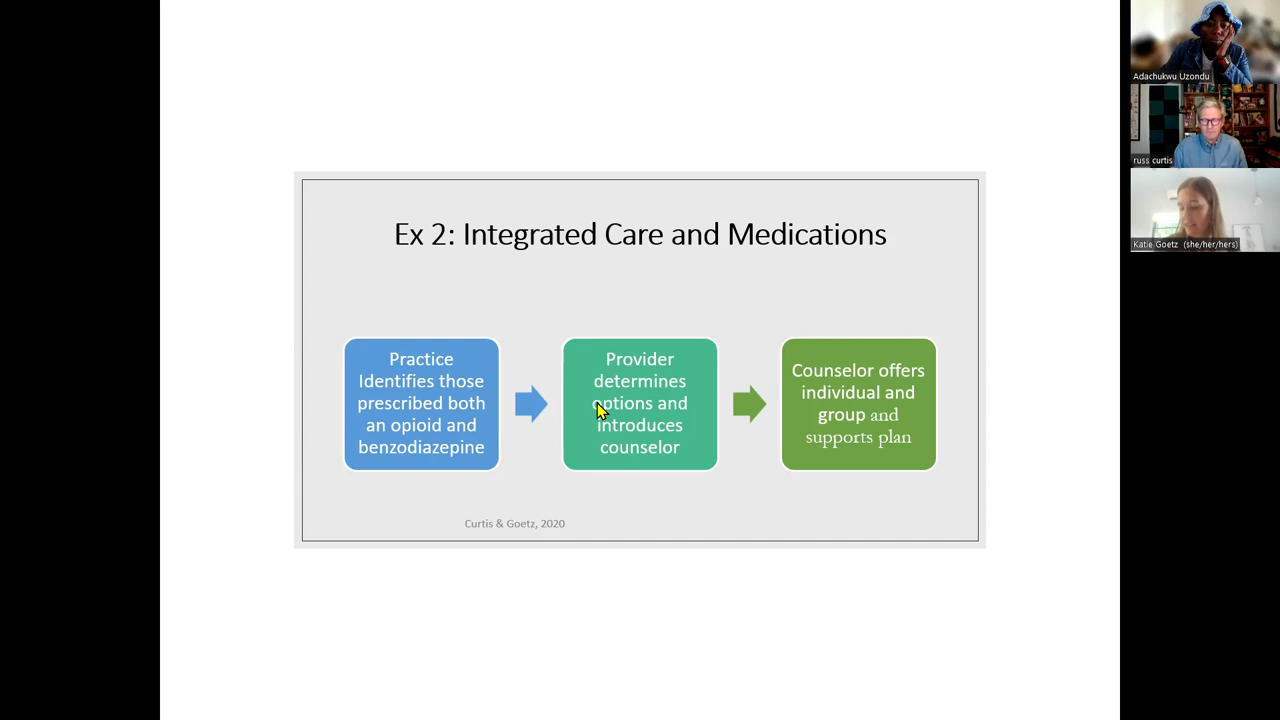 Ex 2: Integrated Care and Medications
Practice
Identifies those
prescribed both
an opioid and
benzodiazepine
Provider
determines
options and
introduces
counselor
Counselor offers
individual and
group and
supports plan
Curtis & Goetz, 2020
Adachukwu Uzondu
russ curtis
Katie Goetz (she/her/hers)